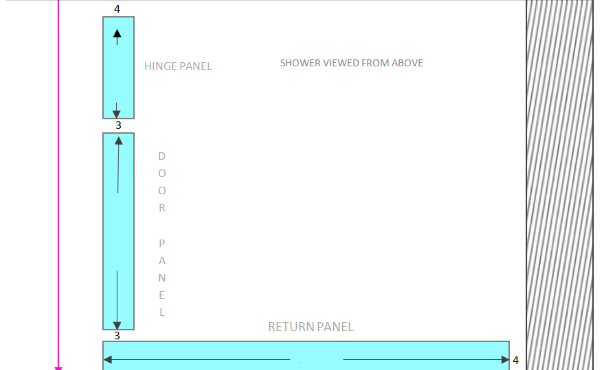 4
HINGE PANEL
SHOWER VIEWED FROM ABOVE
3
D
O
O
R
P
A
N
E
L
RETURN PANEL
3
4